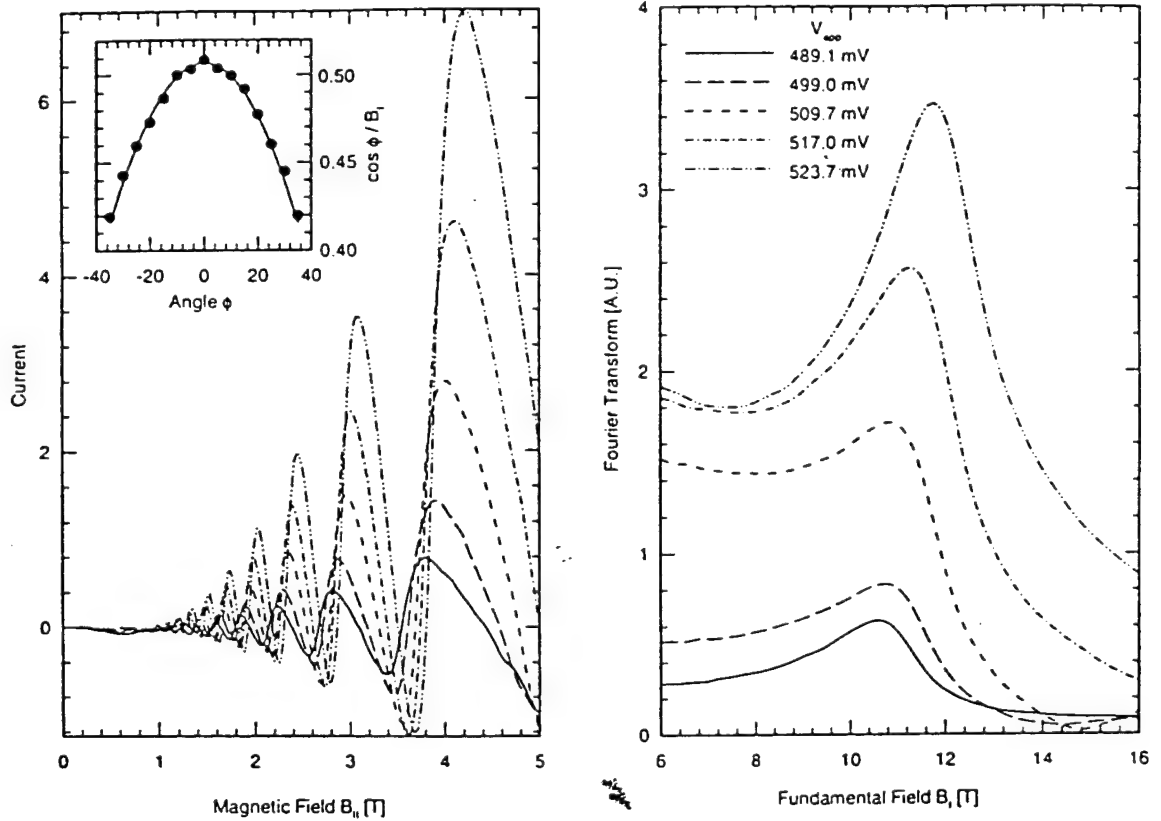 6
4
2
0
Current
0 1 2 3 4 5
Magnetic Field B|| [T]
0.50
0.45
0.40
cos ϕ / B
-40 -20 0 20 40
Angle ϕ
4
3
2
1
0
Fourier Transform [A.U.]
V
489.1 mV
499.0 mV
509.7 mV
517.0 mV
523.7 mV
6 8 10 12 14 16
Fundamental Field B [T]